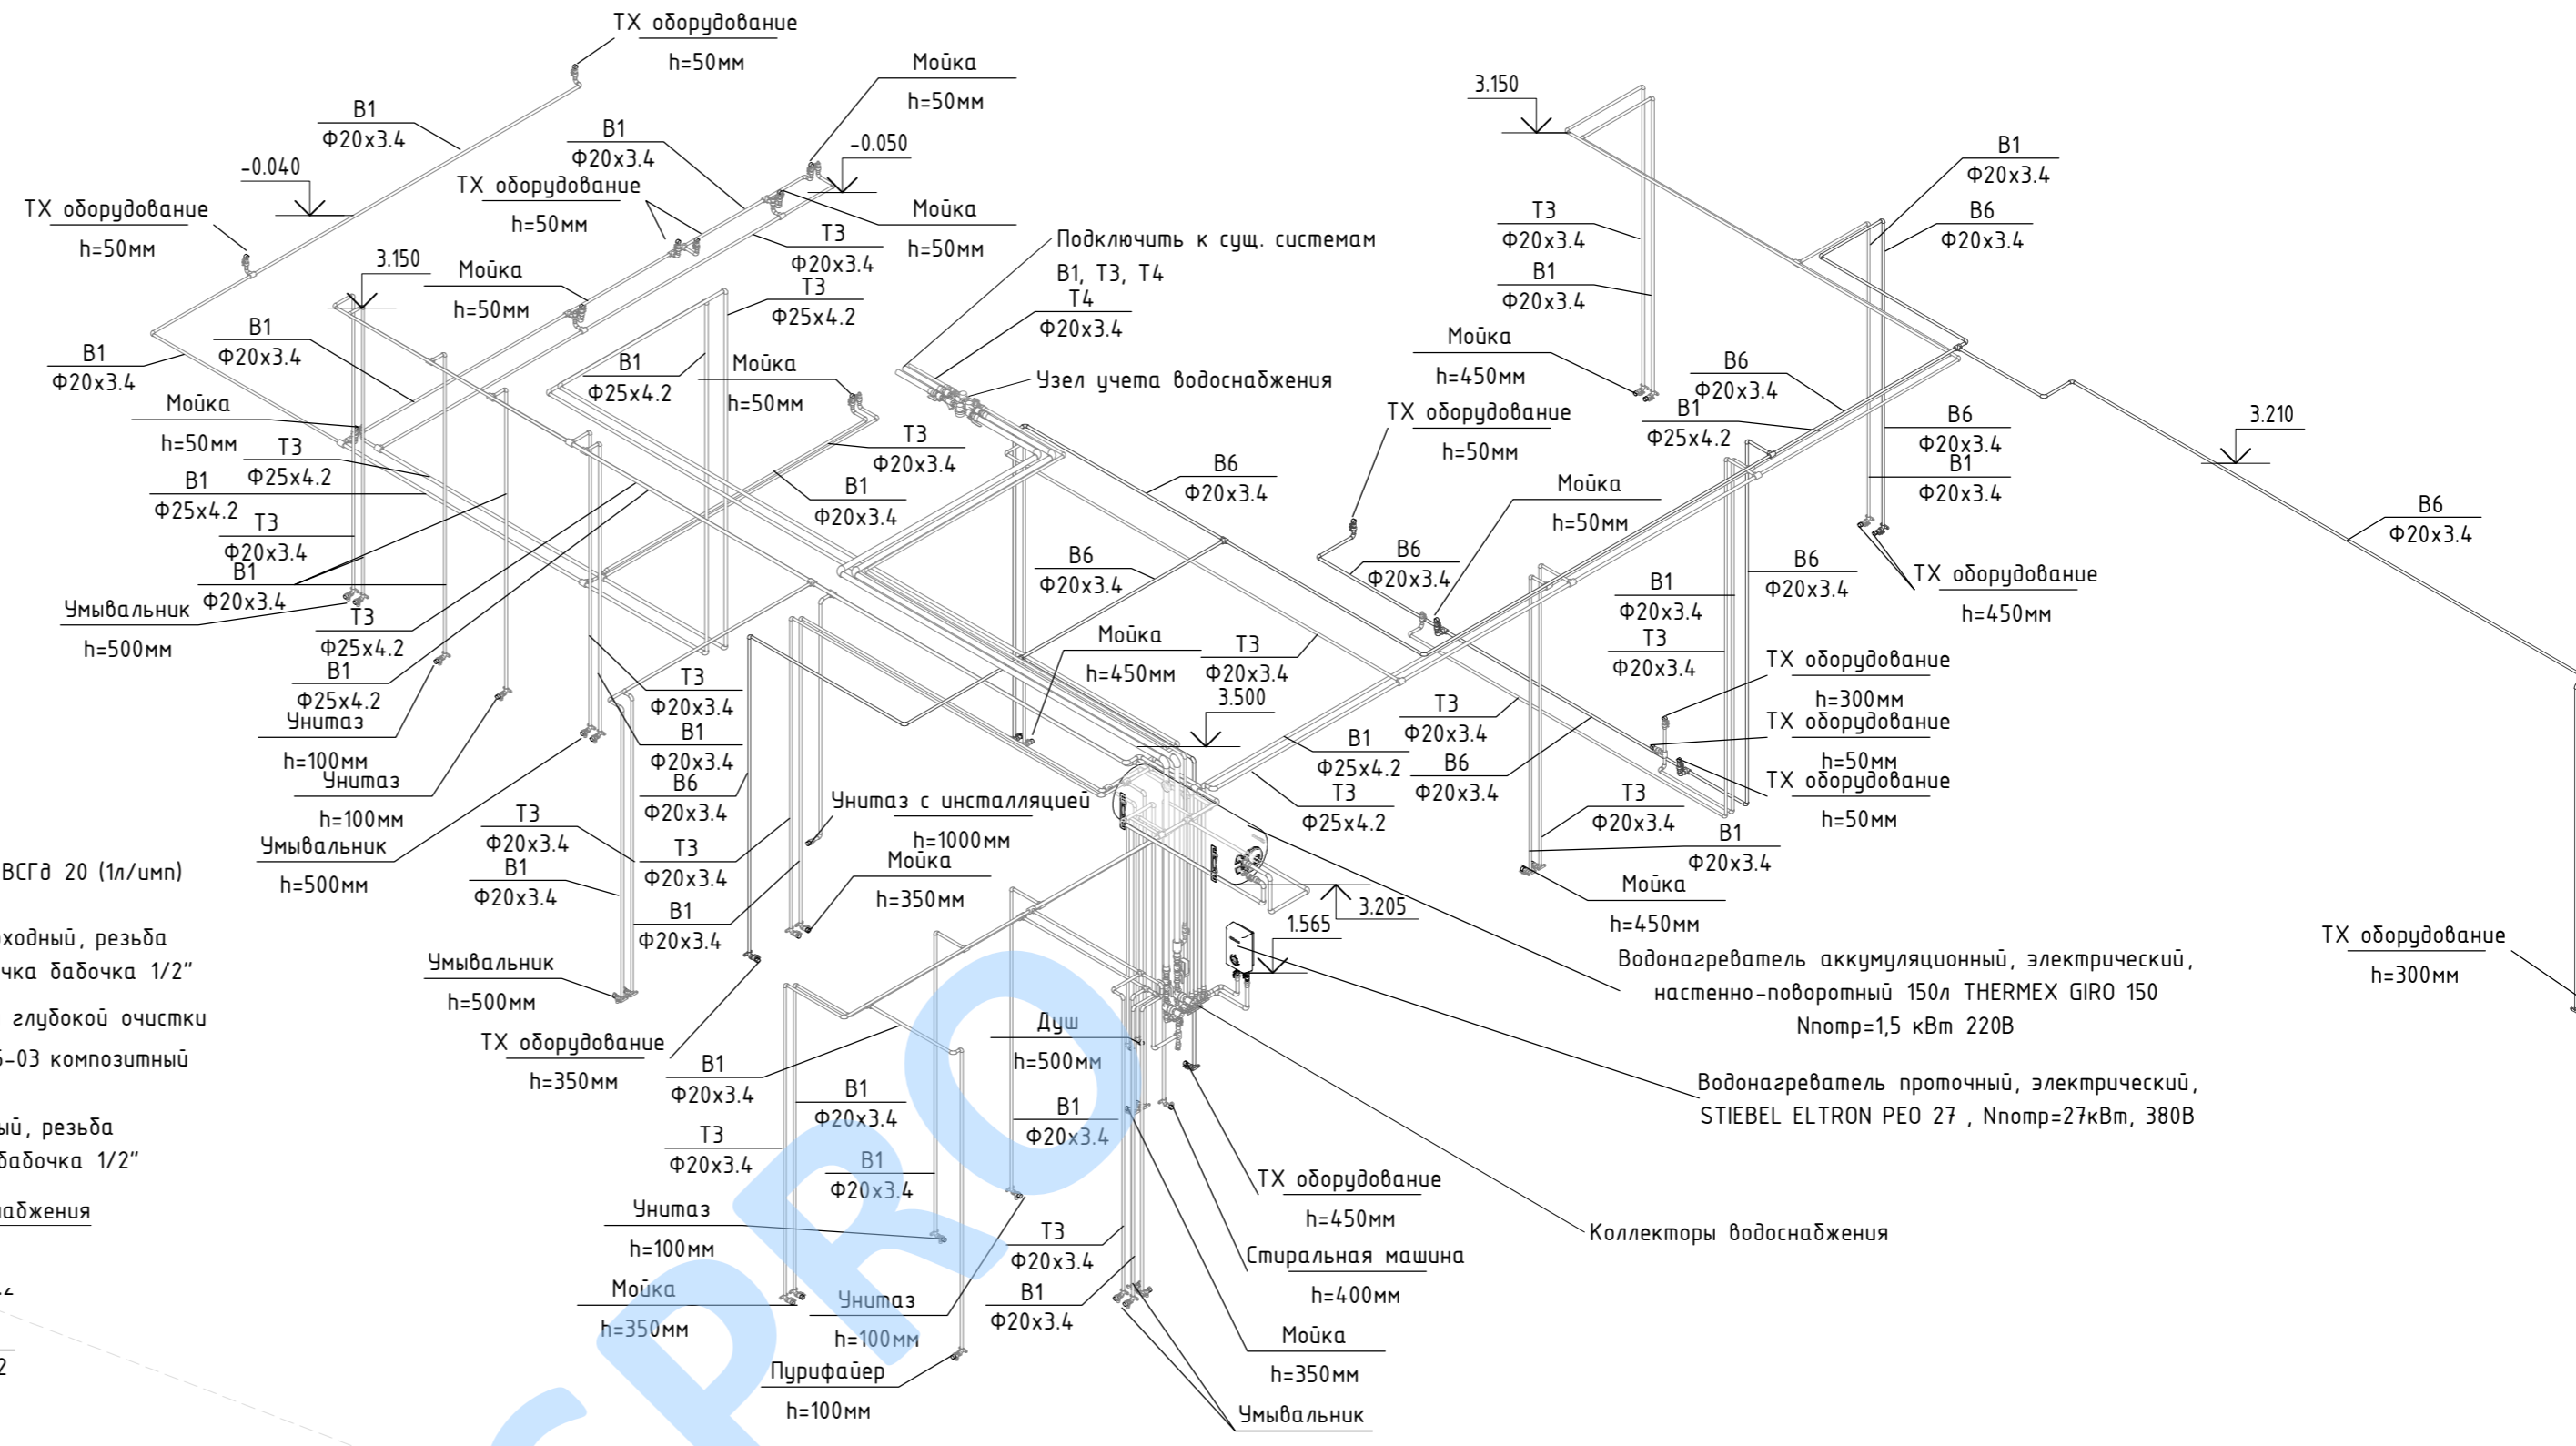 ТХ оборудование
h=50мм
Мойка
h=50мм
В1
Ф20х3.4
В1
Ф20х3.4
-0.040
-0.050
ТХ оборудование
h=50мм
ТХ оборудование
h=50мм
Мойка
h=50мм
3.150
Мойка
h=50мм
Т3
Ф20х3.4
Т3
Ф25х4.2
Подключить к сущ. системам
В1, Т3, Т4
Т4
Ф20х3.4
Узел учета водоснабжения
В1
Ф20х3.4
В1
Ф20х3.4
В1
Ф25х4.2
Мойка
h=50мм
Мойка
h=50мм
Т3
Ф25х4.2
В1
Ф25х4.2
Т3
Ф20х3.4
В1
Ф20х3.4
Т3
Ф20х3.4
В1
Ф20х3.4
Умывальник
h=500мм
Т3
Ф25х4.2
В1
Ф25х4.2
Унитаз
h=100мм
Унитаз
h=100мм
Умывальник
h=500мм
3.150
В1
Ф20х3.4
В6
Ф20х3.4
Т3
Ф20х3.4
В1
Ф20х3.4
Мойка
h=450мм
ТХ оборудование
h=50мм
В6
Ф20х3.4
В1
Ф25х4.2
В6
Ф20х3.4
В1
Ф20х3.4
3.210
В6
Ф20х3.4
В6
Ф20х3.4
Мойка
h=50мм
В6
Ф20х3.4
В6
Ф20х3.4
В1
Ф20х3.4
В6
Ф20х3.4
Т3
Ф20х3.4
ТХ оборудование
h=450мм
Мойка
h=450мм
Т3
Ф20х3.4
3.500
ТХ оборудование
h=300мм
ТХ оборудование
h=50мм
ТХ оборудование
h=50мм
Т3
Ф20х3.4
В1
Ф20х3.4
В6
Ф20х3.4
Т3
Ф20х3.4
В6
Ф20х3.4
В1
Ф25х4.2
Т3
Ф25х4.2
Т3
Ф20х3.4
В1
Ф20х3.4
Мойка
h=450мм
Унитаз с инсталляцией
h=1000мм
Мойка
h=350мм
Т3
Ф20х3.4
В1
Ф20х3.4
Т3
Ф20х3.4
В1
Ф20х3.4
3.205
1.565
Умывальник
h=500мм
ТХ оборудование
h=350мм
ВСГд 20 (1л/имп)
ходный, резьба
чка бабочка 1/2"
глубокой очистки
-03 композитный
ый, резьба
бабочка 1/2"
набжения
Водонагреватель аккумуляционный, электрический,
настенно-поворотный 150л THERMEX GIRO 150
Nпотр=1,5 кВт 220В
Водонагреватель проточный, электрический,
STIEBEL ELTRON PEO 27 , Nпотр=27кВт, 380В
ТХ оборудование
h=300мм
Душ
h=500мм
В1
Ф20х3.4
В1
Ф20х3.4
В1
Ф20х3.4
Т3
Ф20х3.4
В1
Ф20х3.4
Унитаз
h=100мм
Мойка
h=350мм
Унитаз
h=100мм
Пурифайер
h=100мм
Т3
Ф20х3.4
В1
Ф20х3.4
ТХ оборудование
h=450мм
Стиральная машина
h=400мм
Мойка
h=350мм
Умывальник
Коллекторы водоснабжения
PRO